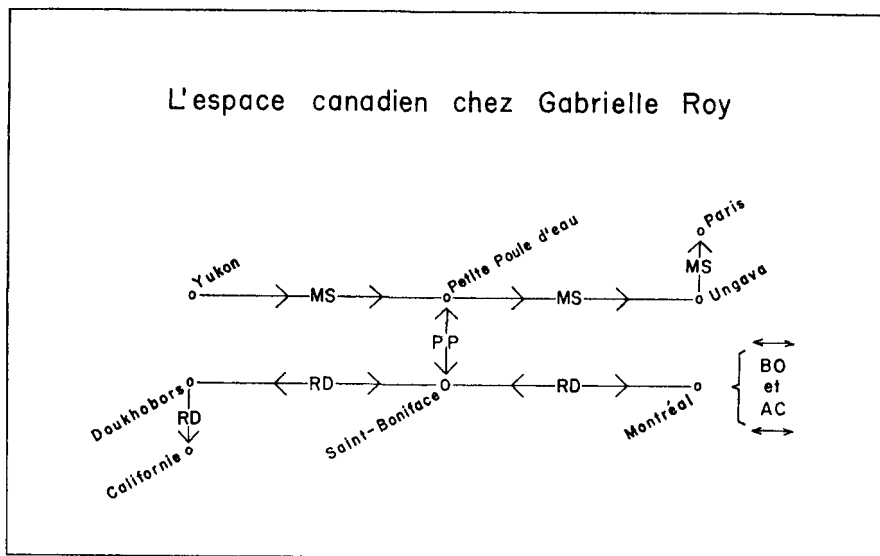 L'espace canadien chez Gabrielle Roy
Paris
Petite Poule d'eau
Yukon
MS
MS
MS
Ungava
PP
BO
et
AC
RD
RD
Doukhobors
RD
Saint-Boniface
Montréal
Californie